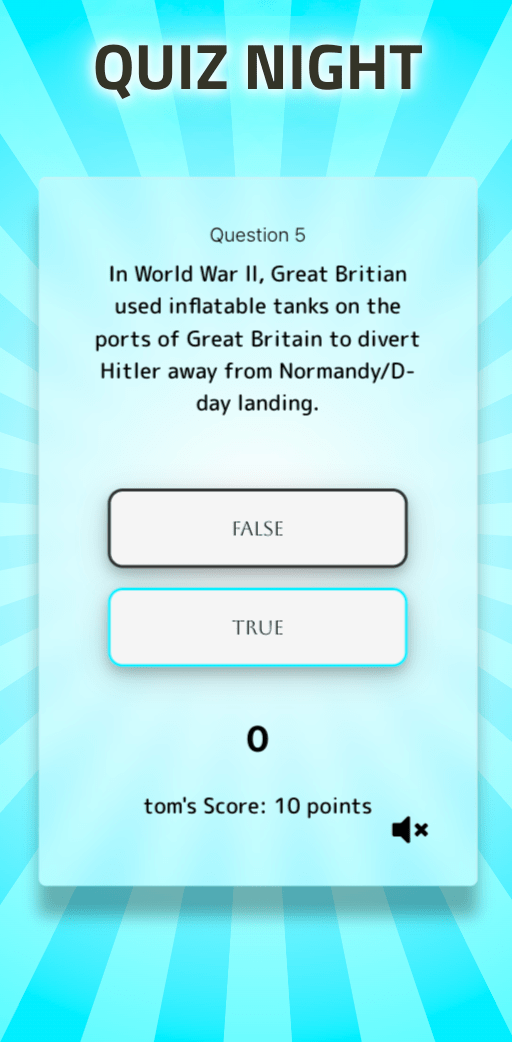 QUIZ NIGHT
Question 5
In World War II, Great Britian
used inflatable tanks on the
ports of Great Britain to divert
Hitler away from Normandy/D-
day landing.
FALSE
TRUE
0
tom's Score: 10 points